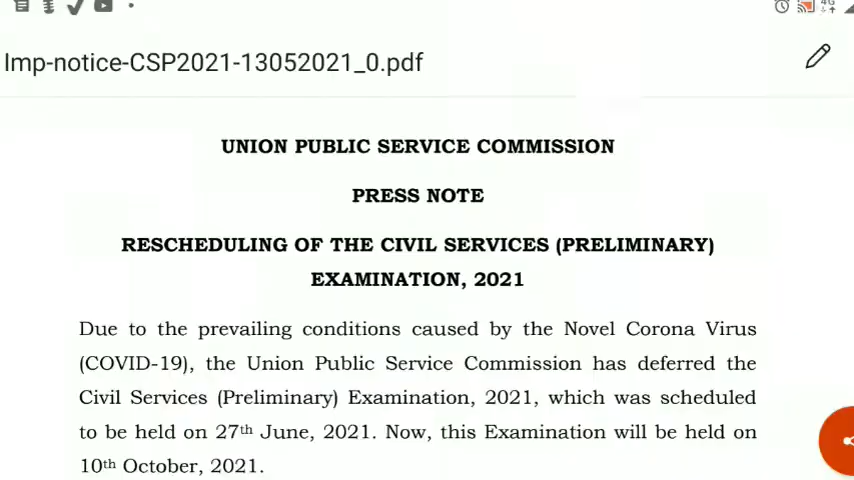 4G
Imp-notice-CSP2021-13052021_0.pdf
UNION PUBLIC SERVICE COMMISSION
PRESS NOTE
RESCHEDULING OF THE CIVIL SERVICES (PRELIMINARY)
EXAMINATION, 2021
Due to the prevailing conditions caused by the Novel Corona Virus
(COVID-19), the Union Public Service Commission has deferred the
Civil Services (Preliminary) Examination, 2021, which was scheduled
to be held on 27th June, 2021. Now, this Examination will be held on
10th October, 2021.